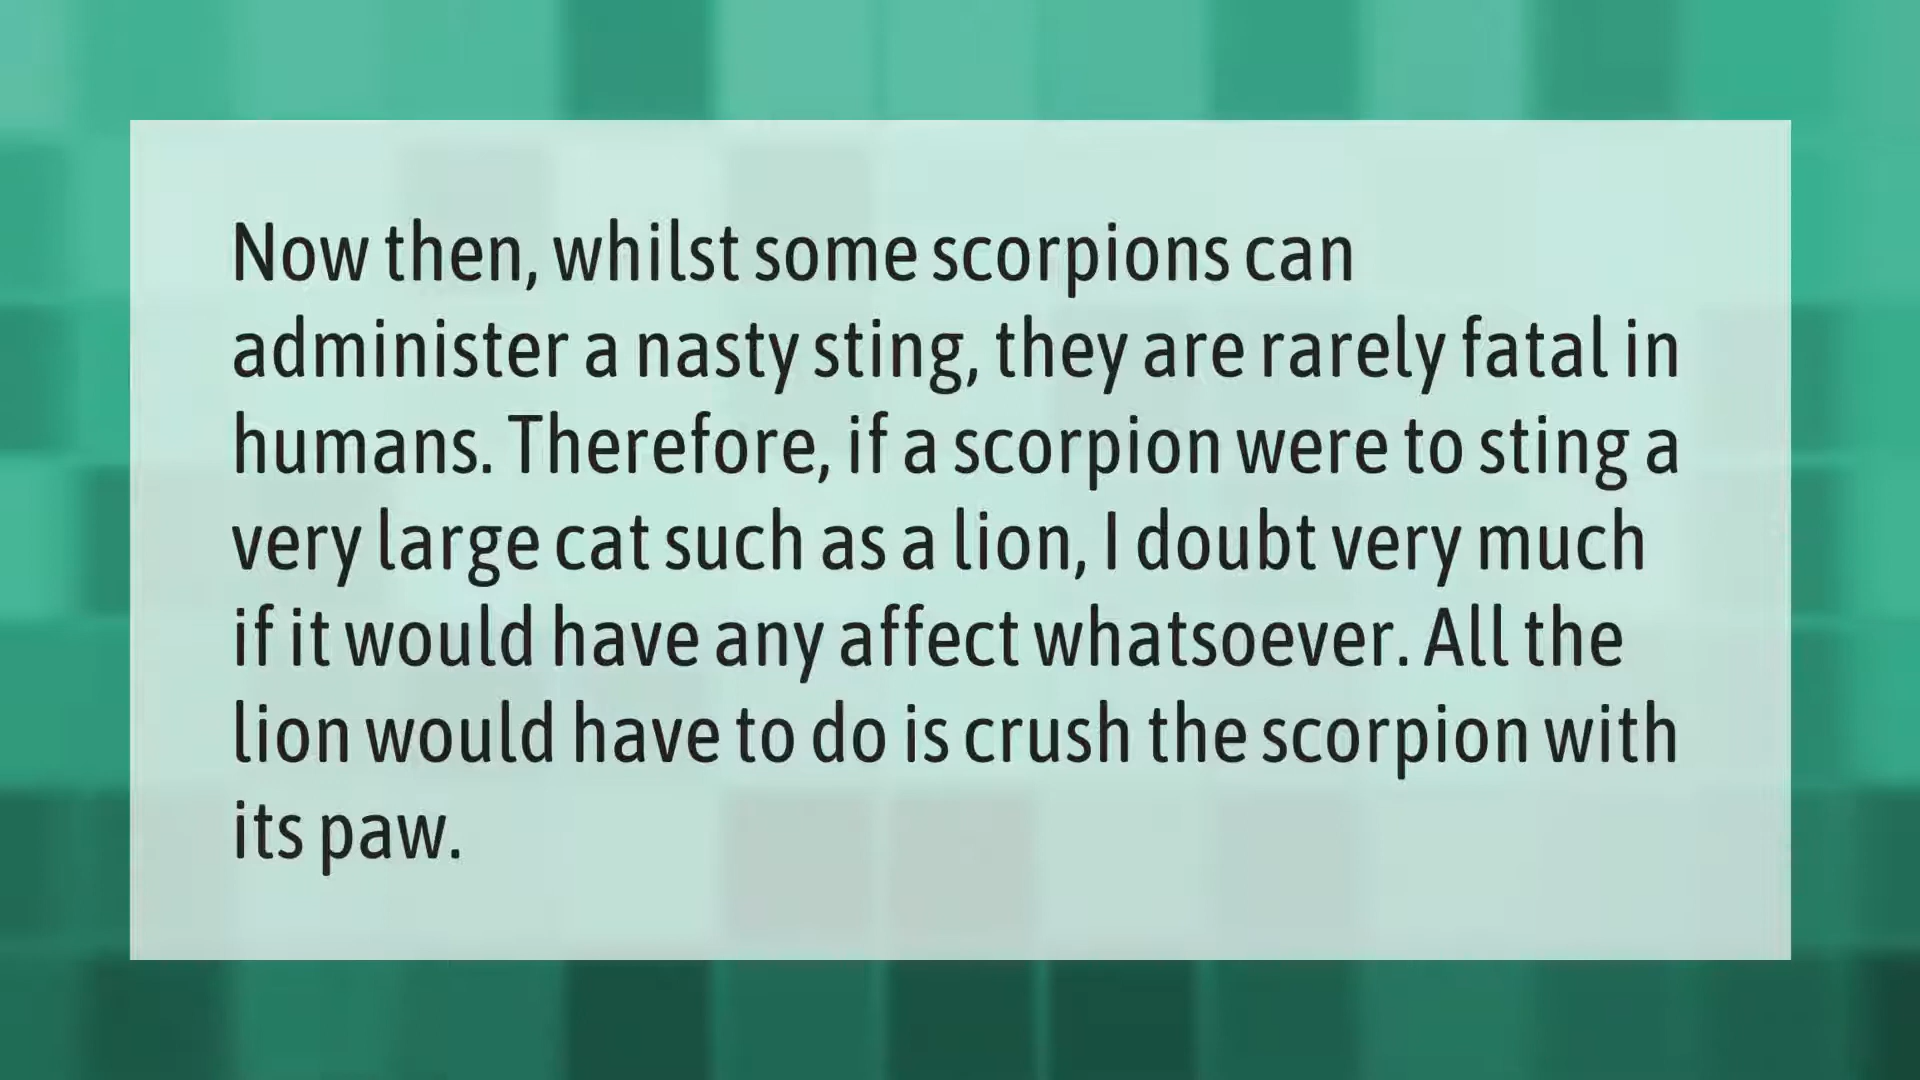 Now then, whilst some scorpions can
administer a nasty sting, they are rarely fatal in
humans. Therefore, if a scorpion were to sting a
very large cat such as a lion, I doubt very much
if it would have any affect whatsoever. All the
lion would have to do is crush the scorpion with
its paw.